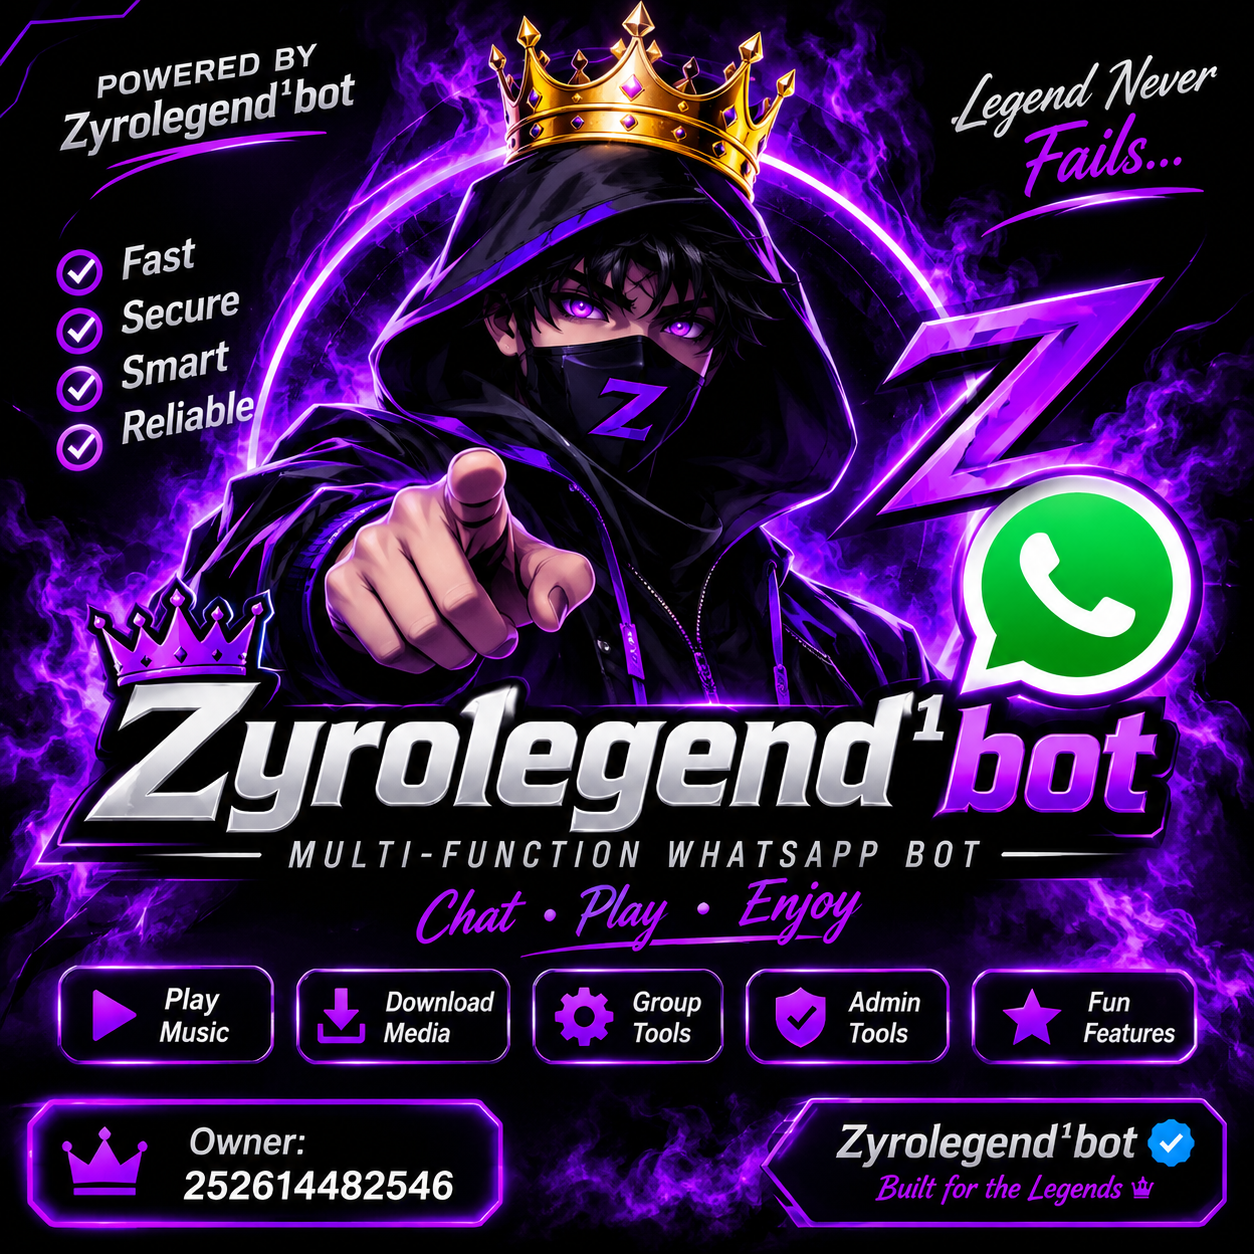 POWERED BY
Zyrolegend¹bot
Legend Never
Fails...
Fast
Secure
Smart
Reliable
Z
Z
Zyrolegend¹bot
MULTI-FUNCTION WHATSAPP BOT
Chat • Play • Enjoy
Play
Music
Download
Media
Group
Tools
Admin
Tools
Fun
Features
Owner:
252614482546
Zyrolegend¹bot
Built for the Legends